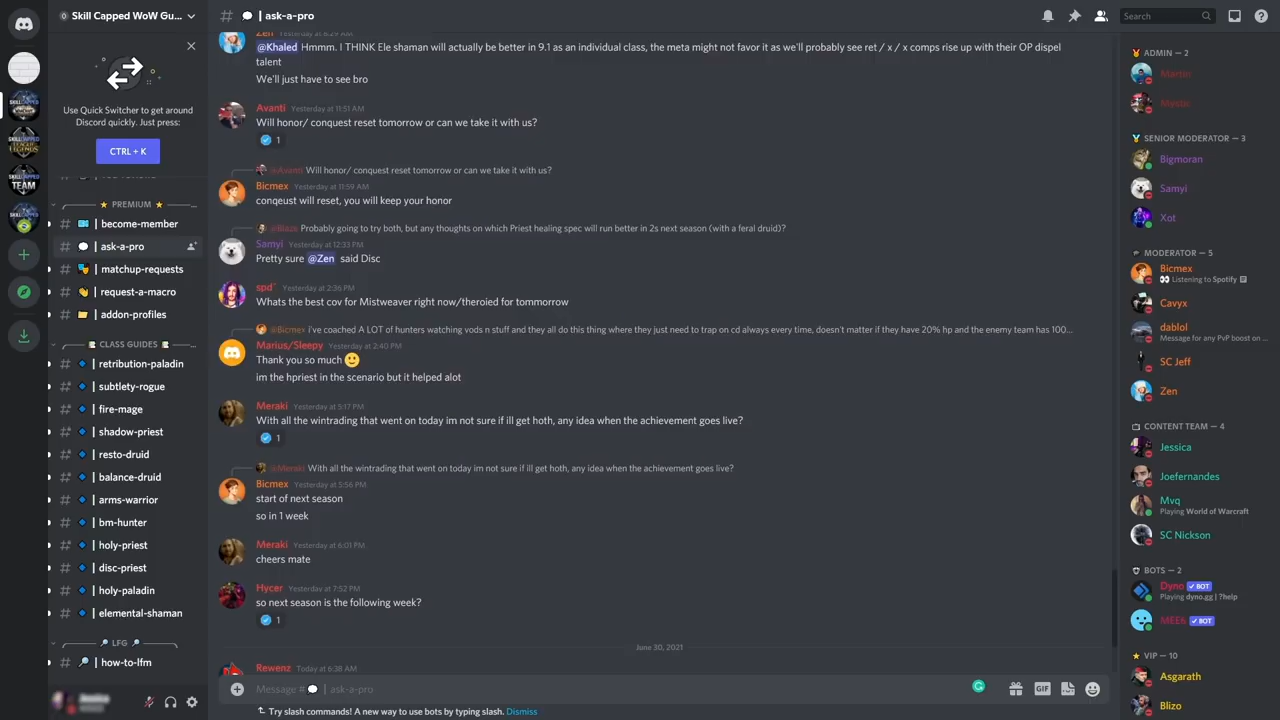 Skill Capped WoW Gu...
| ask-a-pro
Search
Use Quick Switcher to get around
Discord quickly. Just press:
CTRL + K
PREMIUM
| become-member
| ask-a-pro
| matchup-requests
| request-a-macro
| addon-profiles
CLASS GUIDES
| retribution-paladin
| subtlety-rogue
| fire-mage
| shadow-priest
| resto-druid
| balance-druid
| arms-warrior
| bm-hunter
| holy-priest
| disc-priest
| holy-paladin
| elemental-shaman
LFG
| how-to-lfm
Zen Yesterday at 8:29 AM
@Khaled Hmmm. I THINK Ele shaman will actually be better in 9.1 as an individual class, the meta might not favor it as we'll probably see ret / x / x comps rise up with their OP dispel
talent
We'll just have to see bro
Avanti Yesterday at 11:51 AM
Will honor/ conquest reset tomorrow or can we take it with us?
1
@Avanti Will honor/ conquest reset tomorrow or can we take it with us?
Bicmex Yesterday at 11:59 AM
conqeust will reset, you will keep your honor
@Blaze Probably going to try both, but any thoughts on which Priest healing spec will run better in 2s next season (with a feral druid)?
Samyi Yesterday at 12:33 PM
Pretty sure @Zen said Disc
spd Yesterday at 2:36 PM
Whats the best cov for Mistweaver right now/theroied for tommorrow
@Bicmex i've coached A LOT of hunters watching vods n stuff and they all do this thing where they just need to trap on cd always every time, doesn't matter if they have 20% hp and the enemy team has 100...
Marius/Sleepy Yesterday at 2:40 PM
Thank you so much
im the hpriest in the scenario but it helped alot
Meraki Yesterday at 5:17 PM
With all the wintrading that went on today im not sure if ill get hoth, any idea when the achievement goes live?
1
@Meraki With all the wintrading that went on today im not sure if ill get hoth, any idea when the achievement goes live?
Bicmex Yesterday at 5:56 PM
start of next season
so in 1 week
Meraki Yesterday at 6:01 PM
cheers mate
Hycer Yesterday at 7:52 PM
so next season is the following week?
1
June 30, 2021
Rewenz Today at 6:38 AM
Message # | ask-a-pro
GIF
Try slash commands! A new way to use bots by typing slash. Dismiss
ADMIN — 2
Martin
Mystic
SENIOR MODERATOR — 3
Bigmoran
Samyi
Xot
MODERATOR — 5
Bicmex
Listening to Spotify
Cavyx
dablol
Message for any PvP boost on ...
SC Jeff
Zen
CONTENT TEAM — 4
Jessica
Joefernandes
Mvq
Playing World of Warcraft
SC Nickson
BOTS — 2
Dyno BOT
Playing dyno.gg | ?help
MEE6 BOT
VIP — 10
Asgarath
Blizo